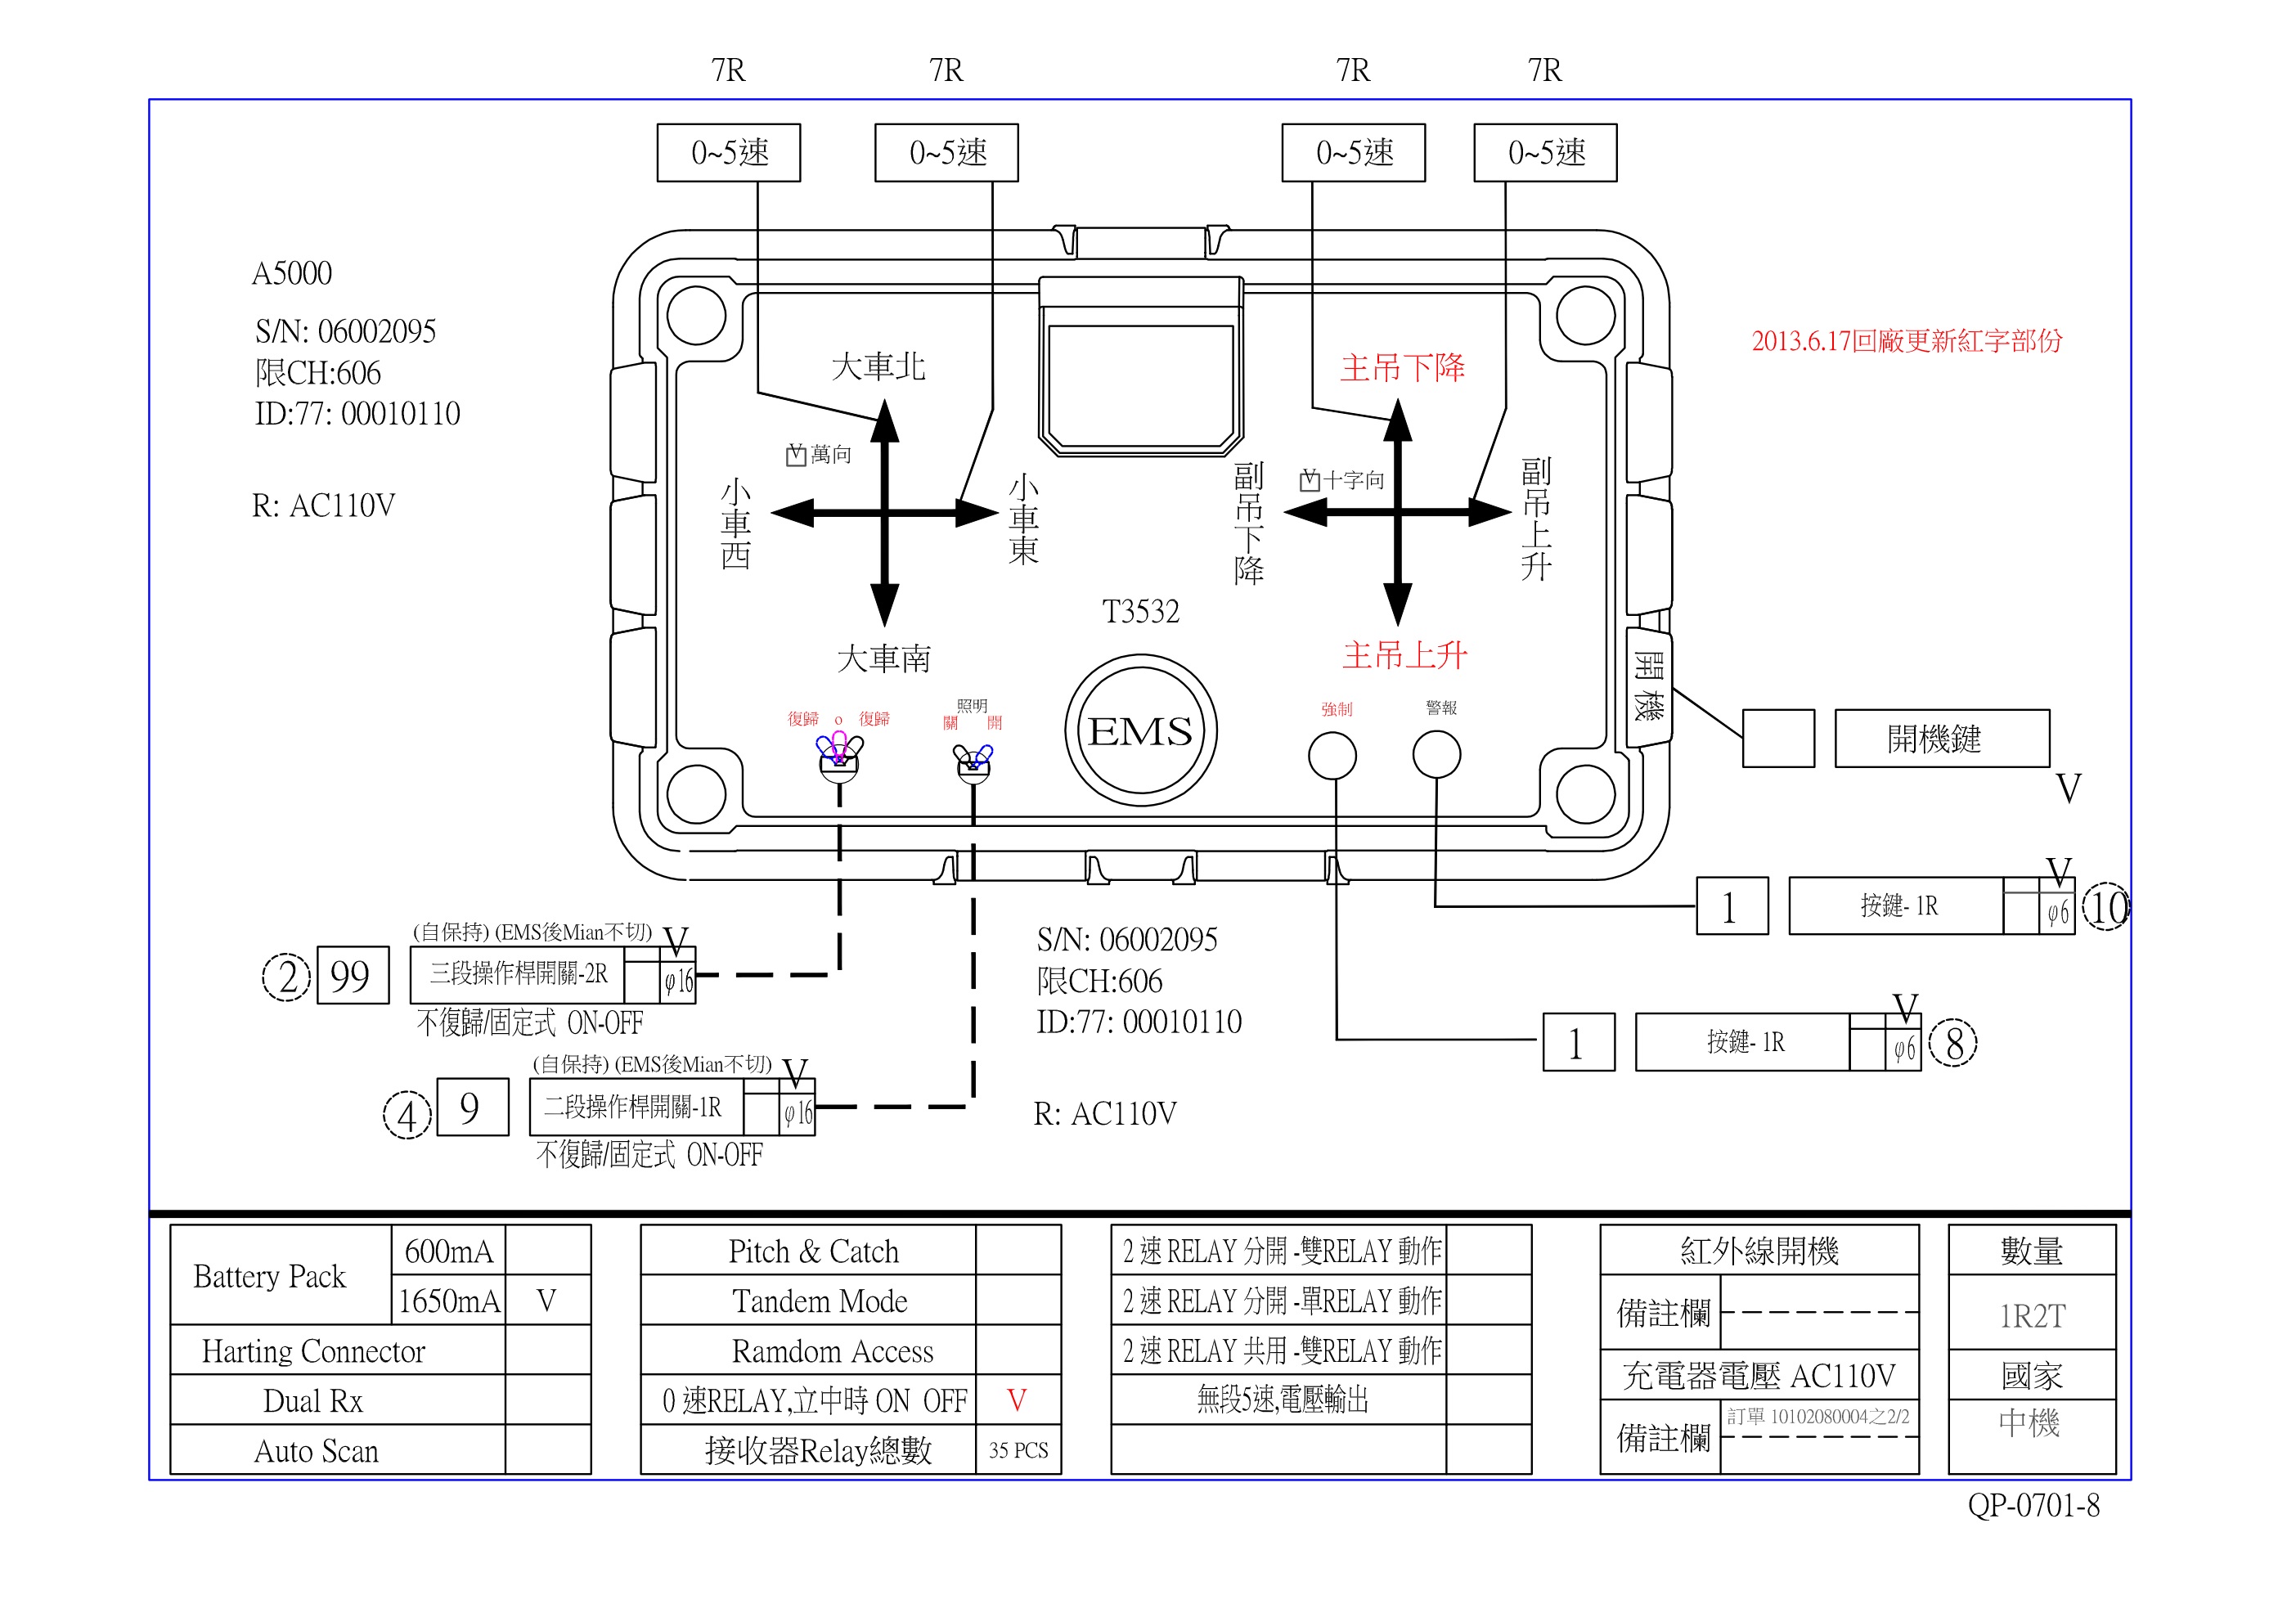 7R
7R
7R
7R
0~5速
0~5速
0~5速
0~5速
A5000
S/N: 06002095
限CH:606
ID:77: 00010110
R: AC110V
2013.6.17回廠更新紅字部份
大車北
V萬向
小車西
小車東
大車南
主吊下降
V十字向
副吊下降
副吊上升
主吊上升
T3532
EMS
復歸 o 復歸
照明
關 開
強制
警報
開機
開機鍵
V
1
按鍵- 1R
V
φ6
10
1
按鍵- 1R
V
φ6
8
(自保持) (EMS後Mian不切)
V
2
99
三段操作桿開關-2R
φ16
不復歸/固定式 ON-OFF
(自保持) (EMS後Mian不切)
V
4
9
二段操作桿開關-1R
φ16
不復歸/固定式 ON-OFF
S/N: 06002095
限CH:606
ID:77: 00010110
R: AC110V
Battery Pack
600mA
1650mA V
Harting Connector
Dual Rx
Auto Scan
Pitch & Catch
Tandem Mode
Ramdom Access
0 速RELAY,立中時 ON OFF V
接收器Relay總數 35 PCS
2 速 RELAY 分開 -雙RELAY 動作
2 速 RELAY 分開 -單RELAY 動作
2 速 RELAY 共用 -雙RELAY 動作
無段5速,電壓輸出
紅外線開機
備註欄
充電器電壓 AC110V
備註欄
訂單 10102080004之2/2
數量
1R2T
國家
中機
QP-0701-8